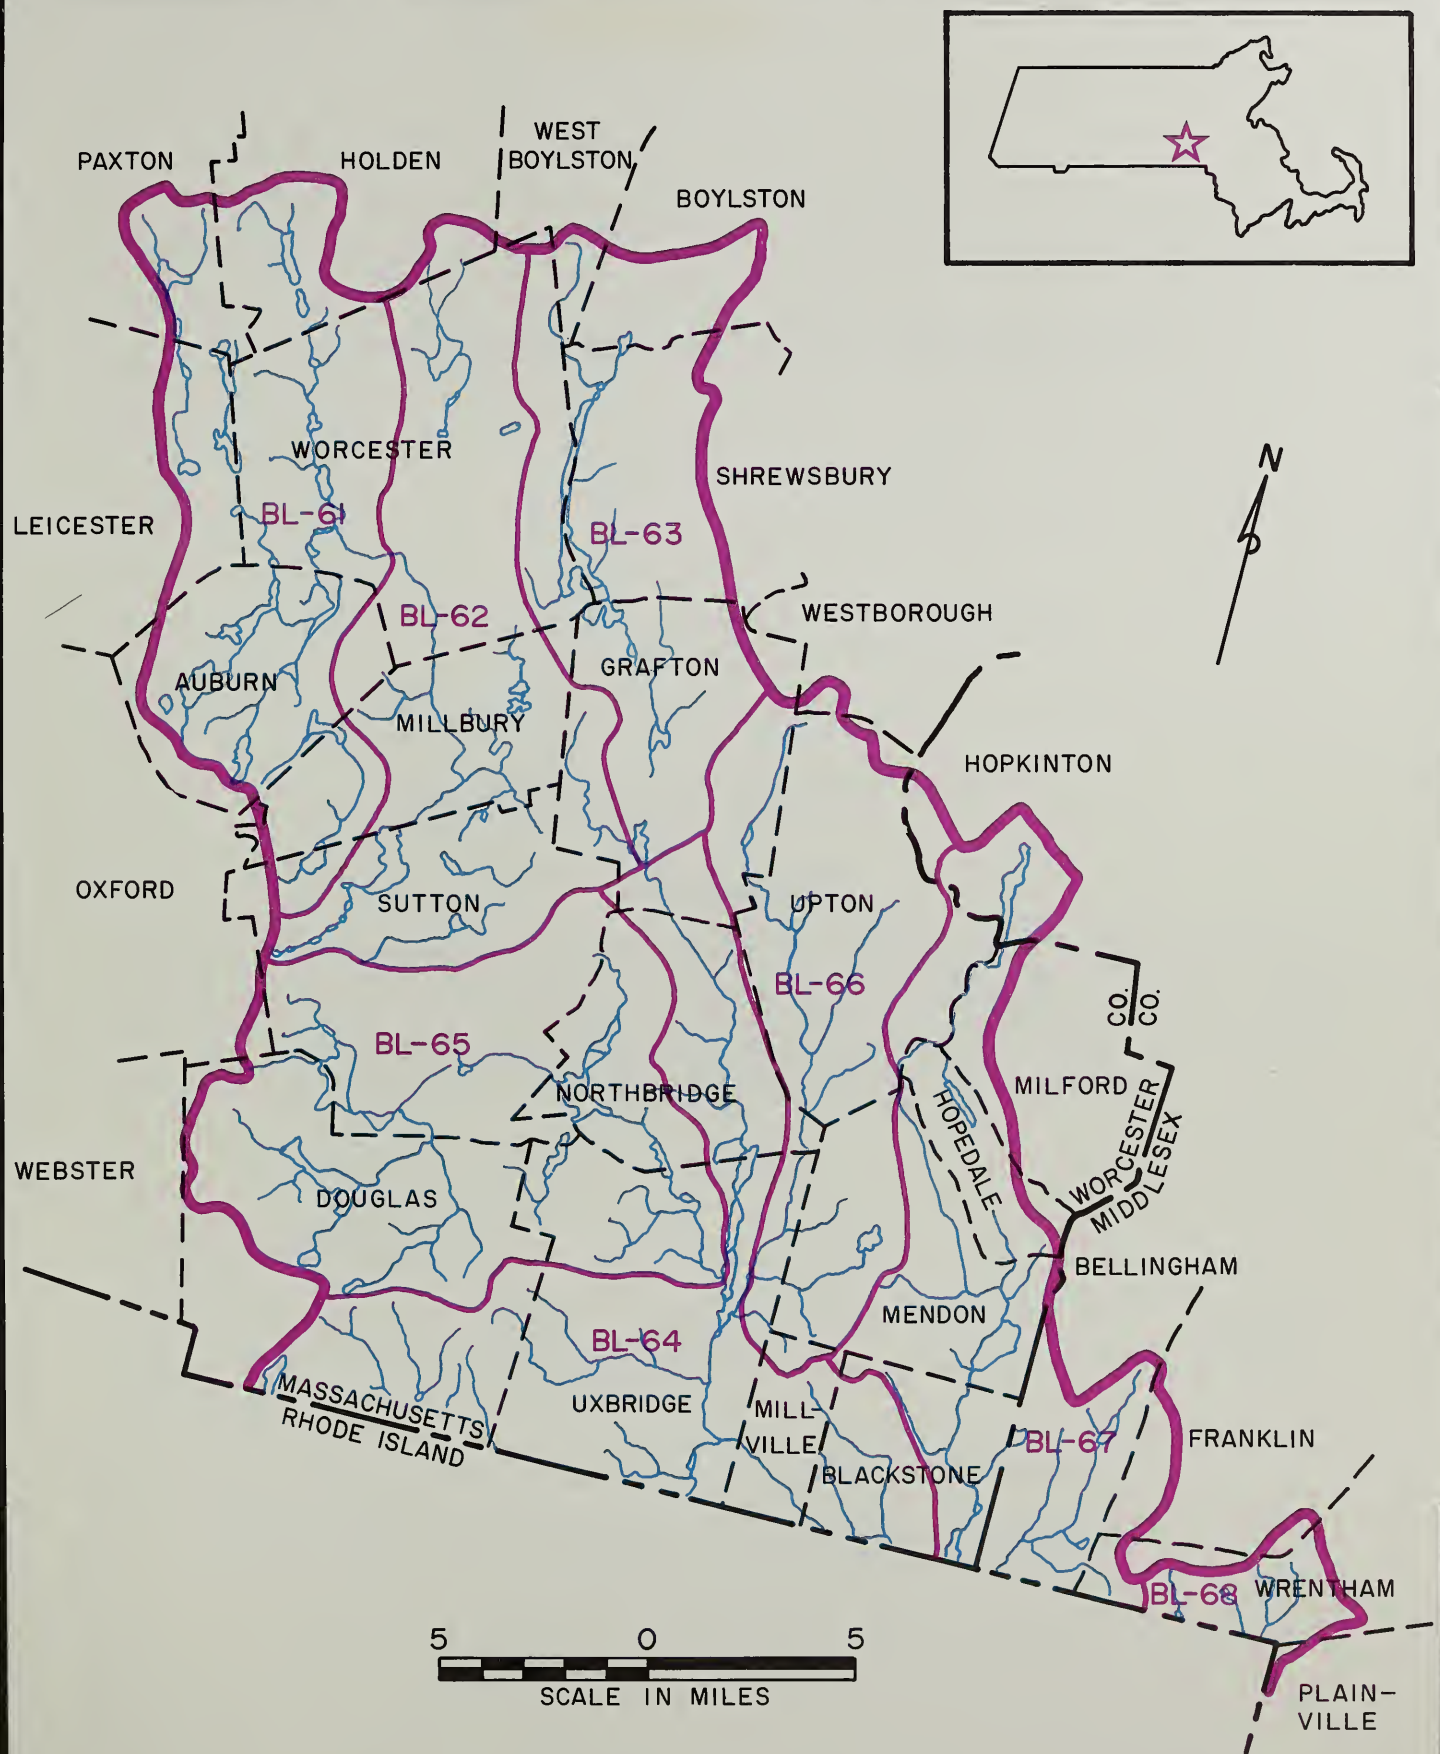 WEST
BOYLSTON
PAXTON
HOLDEN
BOYLSTON
WORCESTER
SHREWSBURY
N
LEICESTER
BL-61
BL-63
BL-62
WESTBOROUGH
GRAFTON
AUBURN
MILLBURY
HOPKINTON
OXFORD
SUTTON
UPTON
BL-66
CO.
CO.
BL-65
NORTHBRIDGE
MILFORD
HOPEDALE
WORCESTER
MIDDLESEX
WEBSTER
DOUGLAS
BELLINGHAM
MENDON
BL-64
MASSACHUSETTS
RHODE ISLAND
UXBRIDGE
MILL-
VILLE
BL-67
FRANKLIN
BLACKSTONE
BL-68
WRENTHAM
5 0 5
SCALE IN MILES
PLAIN-
VILLE